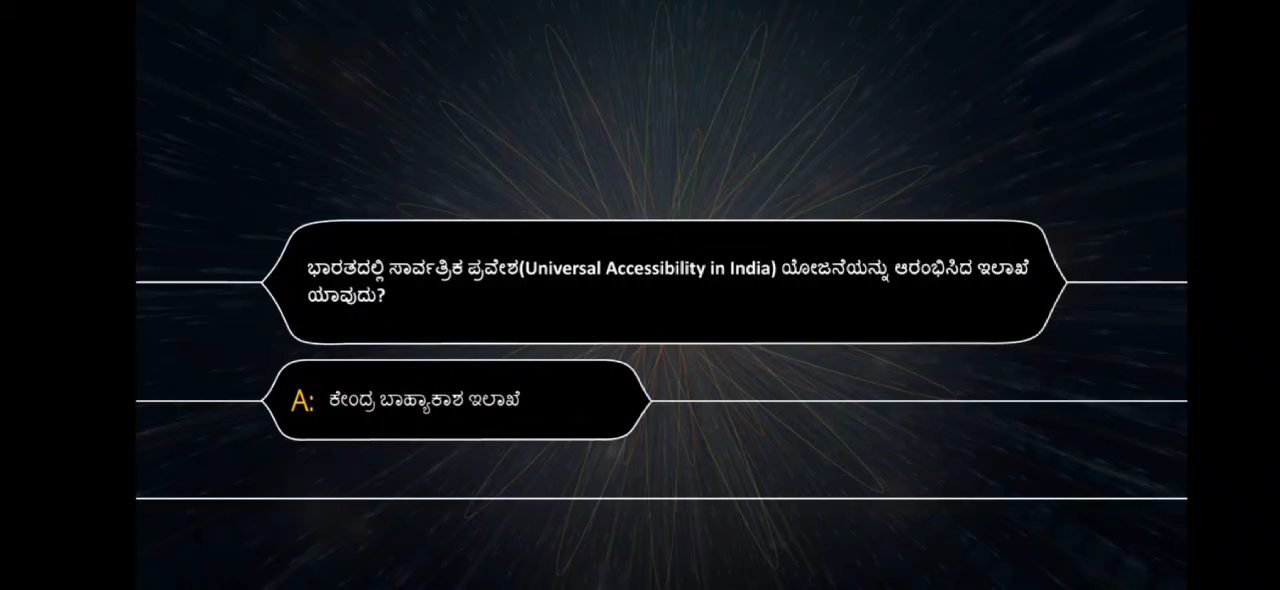 ಭಾರತದಲ್ಲಿ ಸಾರ್ವತ್ರಿಕ ಪ್ರವೇಶ(Universal Accessibility in India) ಯೋಜನೆಯನ್ನು ಆರಂಭಿಸಿದ ಇಲಾಖೆ
ಯಾವುದು?
A: ಕೇಂದ್ರ ಬಾಹ್ಯಾಕಾಶ ಇಲಾಖೆ